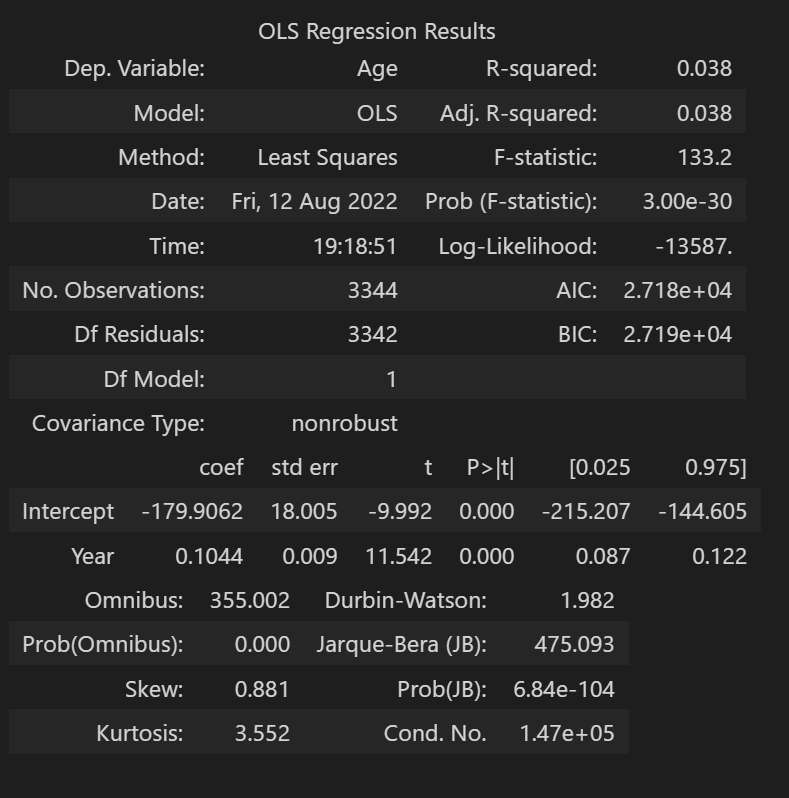 OLS Regression Results
Dep. Variable: Age R-squared: 0.038
Model: OLS Adj. R-squared: 0.038
Method: Least Squares F-statistic: 133.2
Date: Fri, 12 Aug 2022 Prob (F-statistic): 3.00e-30
Time: 19:18:51 Log-Likelihood: -13587.
No. Observations: 3344 AIC: 2.718e+04
Df Residuals: 3342 BIC: 2.719e+04
Df Model: 1
Covariance Type: nonrobust
coef std err t P>|t| [0.025 0.975]
Intercept -179.9062 18.005 -9.992 0.000 -215.207 -144.605
Year 0.1044 0.009 11.542 0.000 0.087 0.122
Omnibus: 355.002 Durbin-Watson: 1.982
Prob(Omnibus): 0.000 Jarque-Bera (JB): 475.093
Skew: 0.881 Prob(JB): 6.84e-104
Kurtosis: 3.552 Cond. No. 1.47e+05